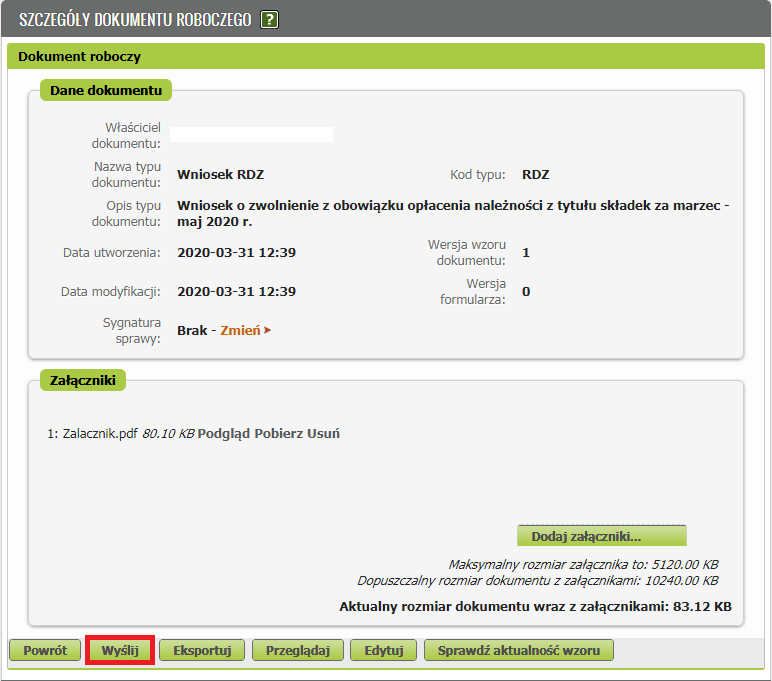 SZCZEGÓŁY DOKUMENTU ROBOCZEGO ?
Dokument roboczy
Dane dokumentu
Właściciel
dokumentu:
Nazwa typu
dokumentu:
Wniosek RDZ
Kod typu:
RDZ
Opis typu
dokumentu:
Wniosek o zwolnienie z obowiązku opłacenia należności z tytułu składek za marzec -
maj 2020 r.
Data utworzenia:
2020-03-31 12:39
Wersja wzoru
dokumentu:
1
Data modyfikacji:
2020-03-31 12:39
Wersja
formularza:
0
Sygnatura
sprawy:
Brak - Zmień
Załączniki
1: Zalacznik.pdf 80.10 KB Podgląd Pobierz Usuń
Dodaj załączniki...
Maksymalny rozmiar załącznika to: 5120.00 KB
Dopuszczalny rozmiar dokumentu z załącznikami: 10240.00 KB
Aktualny rozmiar dokumentu wraz z załącznikami: 83.12 KB
Powrót
Wyślij
Eksportuj
Przeglądaj
Edytuj
Sprawdź aktualność wzoru